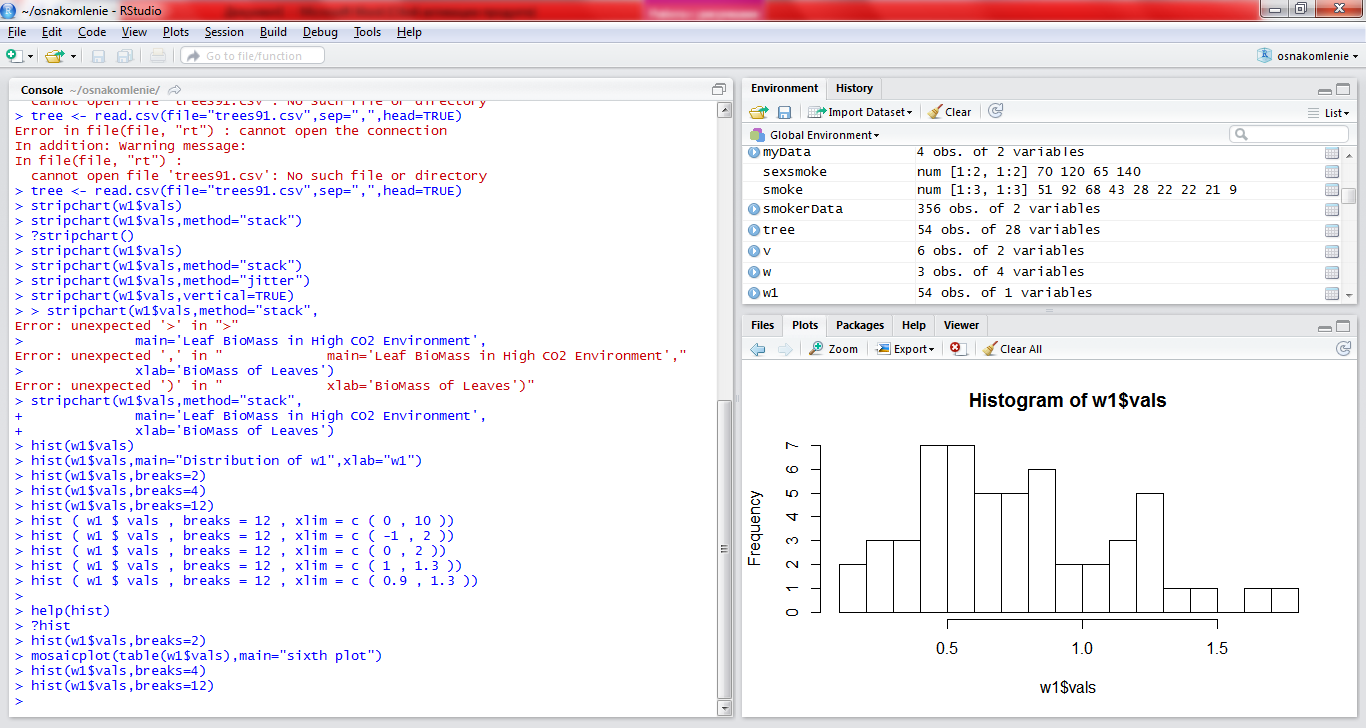 ~/osnakomlenie - RStudio
File Edit Code View Plots Session Build Debug Tools Help
Go to file/function
osnakomlenie
Console ~/osnakomlenie/
cannot open file 'trees91.csv': No such file or directory
> tree <- read.csv(file="trees91.csv",sep=",",head=TRUE)
Error in file(file, "rt") : cannot open the connection
In addition: Warning message:
In file(file, "rt") :
  cannot open file 'trees91.csv': No such file or directory
> tree <- read.csv(file="trees91.csv",sep=",",head=TRUE)
> stripchart(w1$vals)
> stripchart(w1$vals,method="stack")
> ?stripchart()
> stripchart(w1$vals)
> stripchart(w1$vals,method="stack")
> stripchart(w1$vals,method="jitter")
> stripchart(w1$vals,vertical=TRUE)
> > stripchart(w1$vals,method="stack",
Error: unexpected '>' in ">"
>              main='Leaf BioMass in High CO2 Environment',
Error: unexpected ',' in "             main='Leaf BioMass in High CO2 Environment',"
>              xlab='BioMass of Leaves')
Error: unexpected ')' in "             xlab='BioMass of Leaves')"
> stripchart(w1$vals,method="stack",
+              main='Leaf BioMass in High CO2 Environment',
+              xlab='BioMass of Leaves')
> hist(w1$vals)
> hist(w1$vals,main="Distribution of w1",xlab="w1")
> hist(w1$vals,breaks=2)
> hist(w1$vals,breaks=4)
> hist(w1$vals,breaks=12)
> hist ( w1 $ vals , breaks = 12 , xlim = c ( 0 , 10 ))
> hist ( w1 $ vals , breaks = 12 , xlim = c ( -1 , 2 ))
> hist ( w1 $ vals , breaks = 12 , xlim = c ( 0 , 2 ))
> hist ( w1 $ vals , breaks = 12 , xlim = c ( 1 , 1.3 ))
> hist ( w1 $ vals , breaks = 12 , xlim = c ( 0.9 , 1.3 ))
>
> help(hist)
> ?hist
> hist(w1$vals,breaks=2)
> mosaicplot(table(w1$vals),main="sixth plot")
> hist(w1$vals,breaks=4)
> hist(w1$vals,breaks=12)
>
Environment History
Import Dataset Clear List
Global Environment
myData 4 obs. of 2 variables
sexsmoke num [1:2, 1:2] 70 120 65 140
smoke num [1:3, 1:3] 51 92 68 43 28 22 22 21 9
smokerData 356 obs. of 2 variables
tree 54 obs. of 28 variables
v 6 obs. of 2 variables
w 3 obs. of 4 variables
w1 54 obs. of 1 variables
Files Plots Packages Help Viewer
Zoom Export Clear All
Histogram of w1$vals
Frequency
7
6
5
4
3
2
1
0
0.5 1.0 1.5
w1$vals